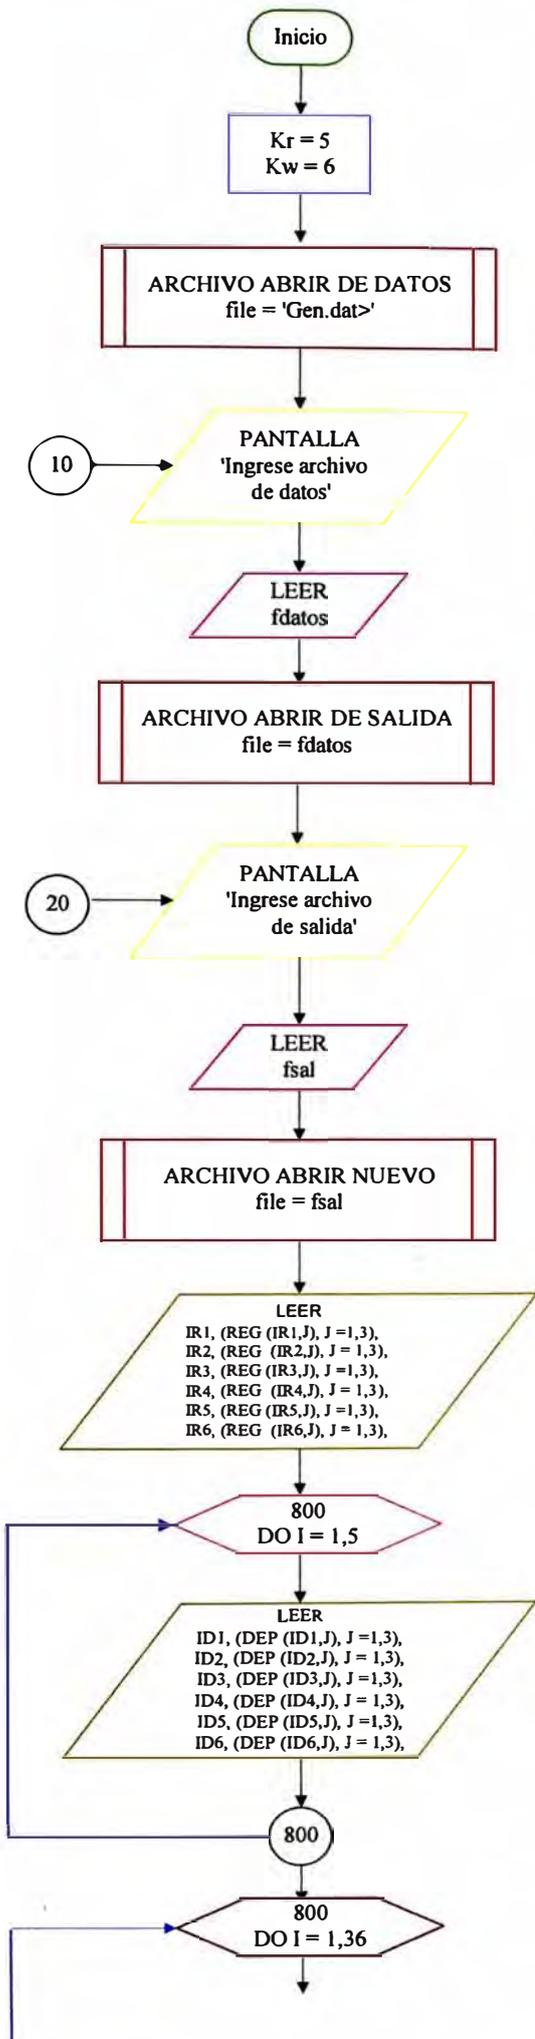 Inicio
Kr = 5
Kw = 6
ARCHIVO ABRIR DE DATOS
file = 'Gen.dat>'
10
PANTALLA
'Ingrese archivo
de datos'
LEER
fdatos
ARCHIVO ABRIR DE SALIDA
file = fdatos
20
PANTALLA
'Ingrese archivo
de salida'
LEER
fsal
ARCHIVO ABRIR NUEVO
file = fsal
LEER
IR1, (REG (IR1,J), J =1,3),
IR2, (REG (IR2,J), J = 1,3),
IR3, (REG (IR3,J), J =1,3),
IR4, (REG (IR4,J), J = 1,3),
IR5, (REG (IR5,J), J =1,3),
IR6, (REG (IR6,J), J = 1,3),
800
DO I = 1,5
LEER
ID1, (DEP (ID1,J), J =1,3),
ID2, (DEP (ID2,J), J = 1,3),
ID3, (DEP (ID3,J), J =1,3),
ID4, (DEP (ID4,J), J = 1,3),
ID5, (DEP (ID5,J), J =1,3),
ID6, (DEP (ID6,J), J = 1,3),
800
800
DO I = 1,36